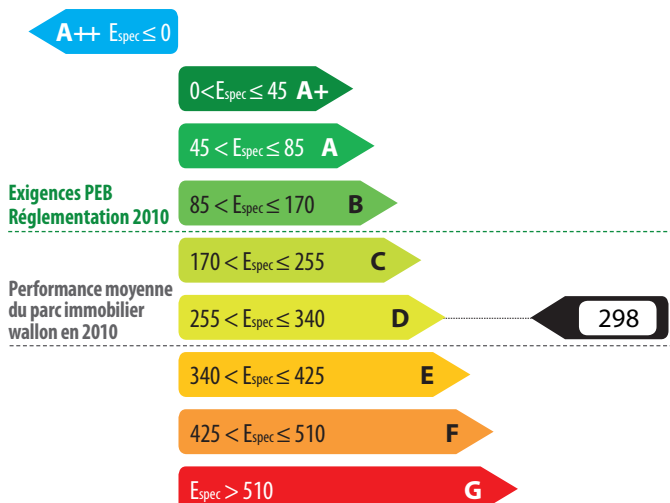 A++ Espec ≤ 0
0<Espec ≤ 45 A+
45 < Espec ≤ 85 A
Exigences PEB
Réglementation 2010
85 < Espec ≤ 170 B
170 < Espec ≤ 255 C
Performance moyenne
du parc immobilier
wallon en 2010
255 < Espec ≤ 340 D
298
340 < Espec ≤ 425 E
425 < Espec ≤ 510 F
Espec > 510 G